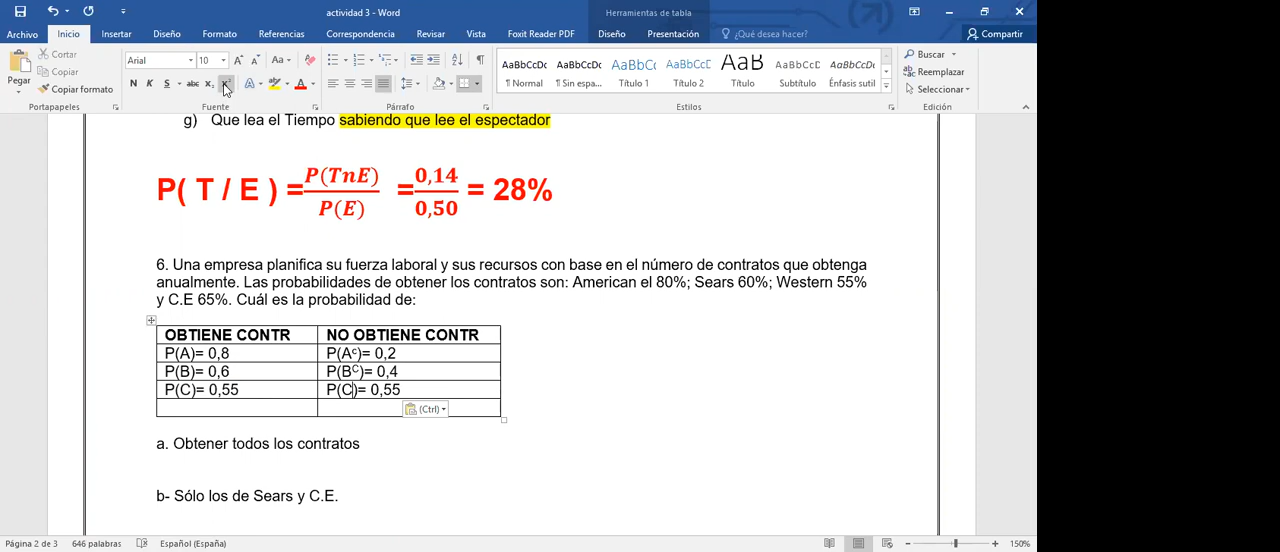 actividad 3 - Word
Herramientas de tabla
Archivo Inicio Insertar Diseño Formato Referencias Correspondencia Revisar Vista Foxit Reader PDF Diseño Presentación ¿Qué desea hacer? Compartir
Pegar
Cortar
Copiar
Copiar formato
Portapapeles
Arial 10
Aa
N K S abc X₂ X²
Fuente
Párrafo
AaBbCcDc AaBbCcDc AaBbCc AaBbCcD AaB AaBbCcD AaBbCcDc
¶ Normal ¶ Sin espa... Título 1 Título 2 Título Subtítulo Énfasis sutil
Estilos
Buscar
Reemplazar
Seleccionar
Edición
g) Que lea el Tiempo sabiendo que lee el espectador
P( T / E ) = P(TnE) / P(E) = 0,14 / 0,50 = 28%
6. Una empresa planifica su fuerza laboral y sus recursos con base en el número de contratos que obtenga
anualmente. Las probabilidades de obtener los contratos son: American el 80%; Sears 60%; Western 55%
y C.E 65%. Cuál es la probabilidad de:
OBTIENE CONTR NO OBTIENE CONTR
P(A)= 0,8 P(Aᶜ)= 0,2
P(B)= 0,6 P(Bᶜ)= 0,4
P(C)= 0,55 P(C)= 0,55
(Ctrl)
a. Obtener todos los contratos
b- Sólo los de Sears y C.E.
Página 2 de 3 646 palabras Español (España) 150%